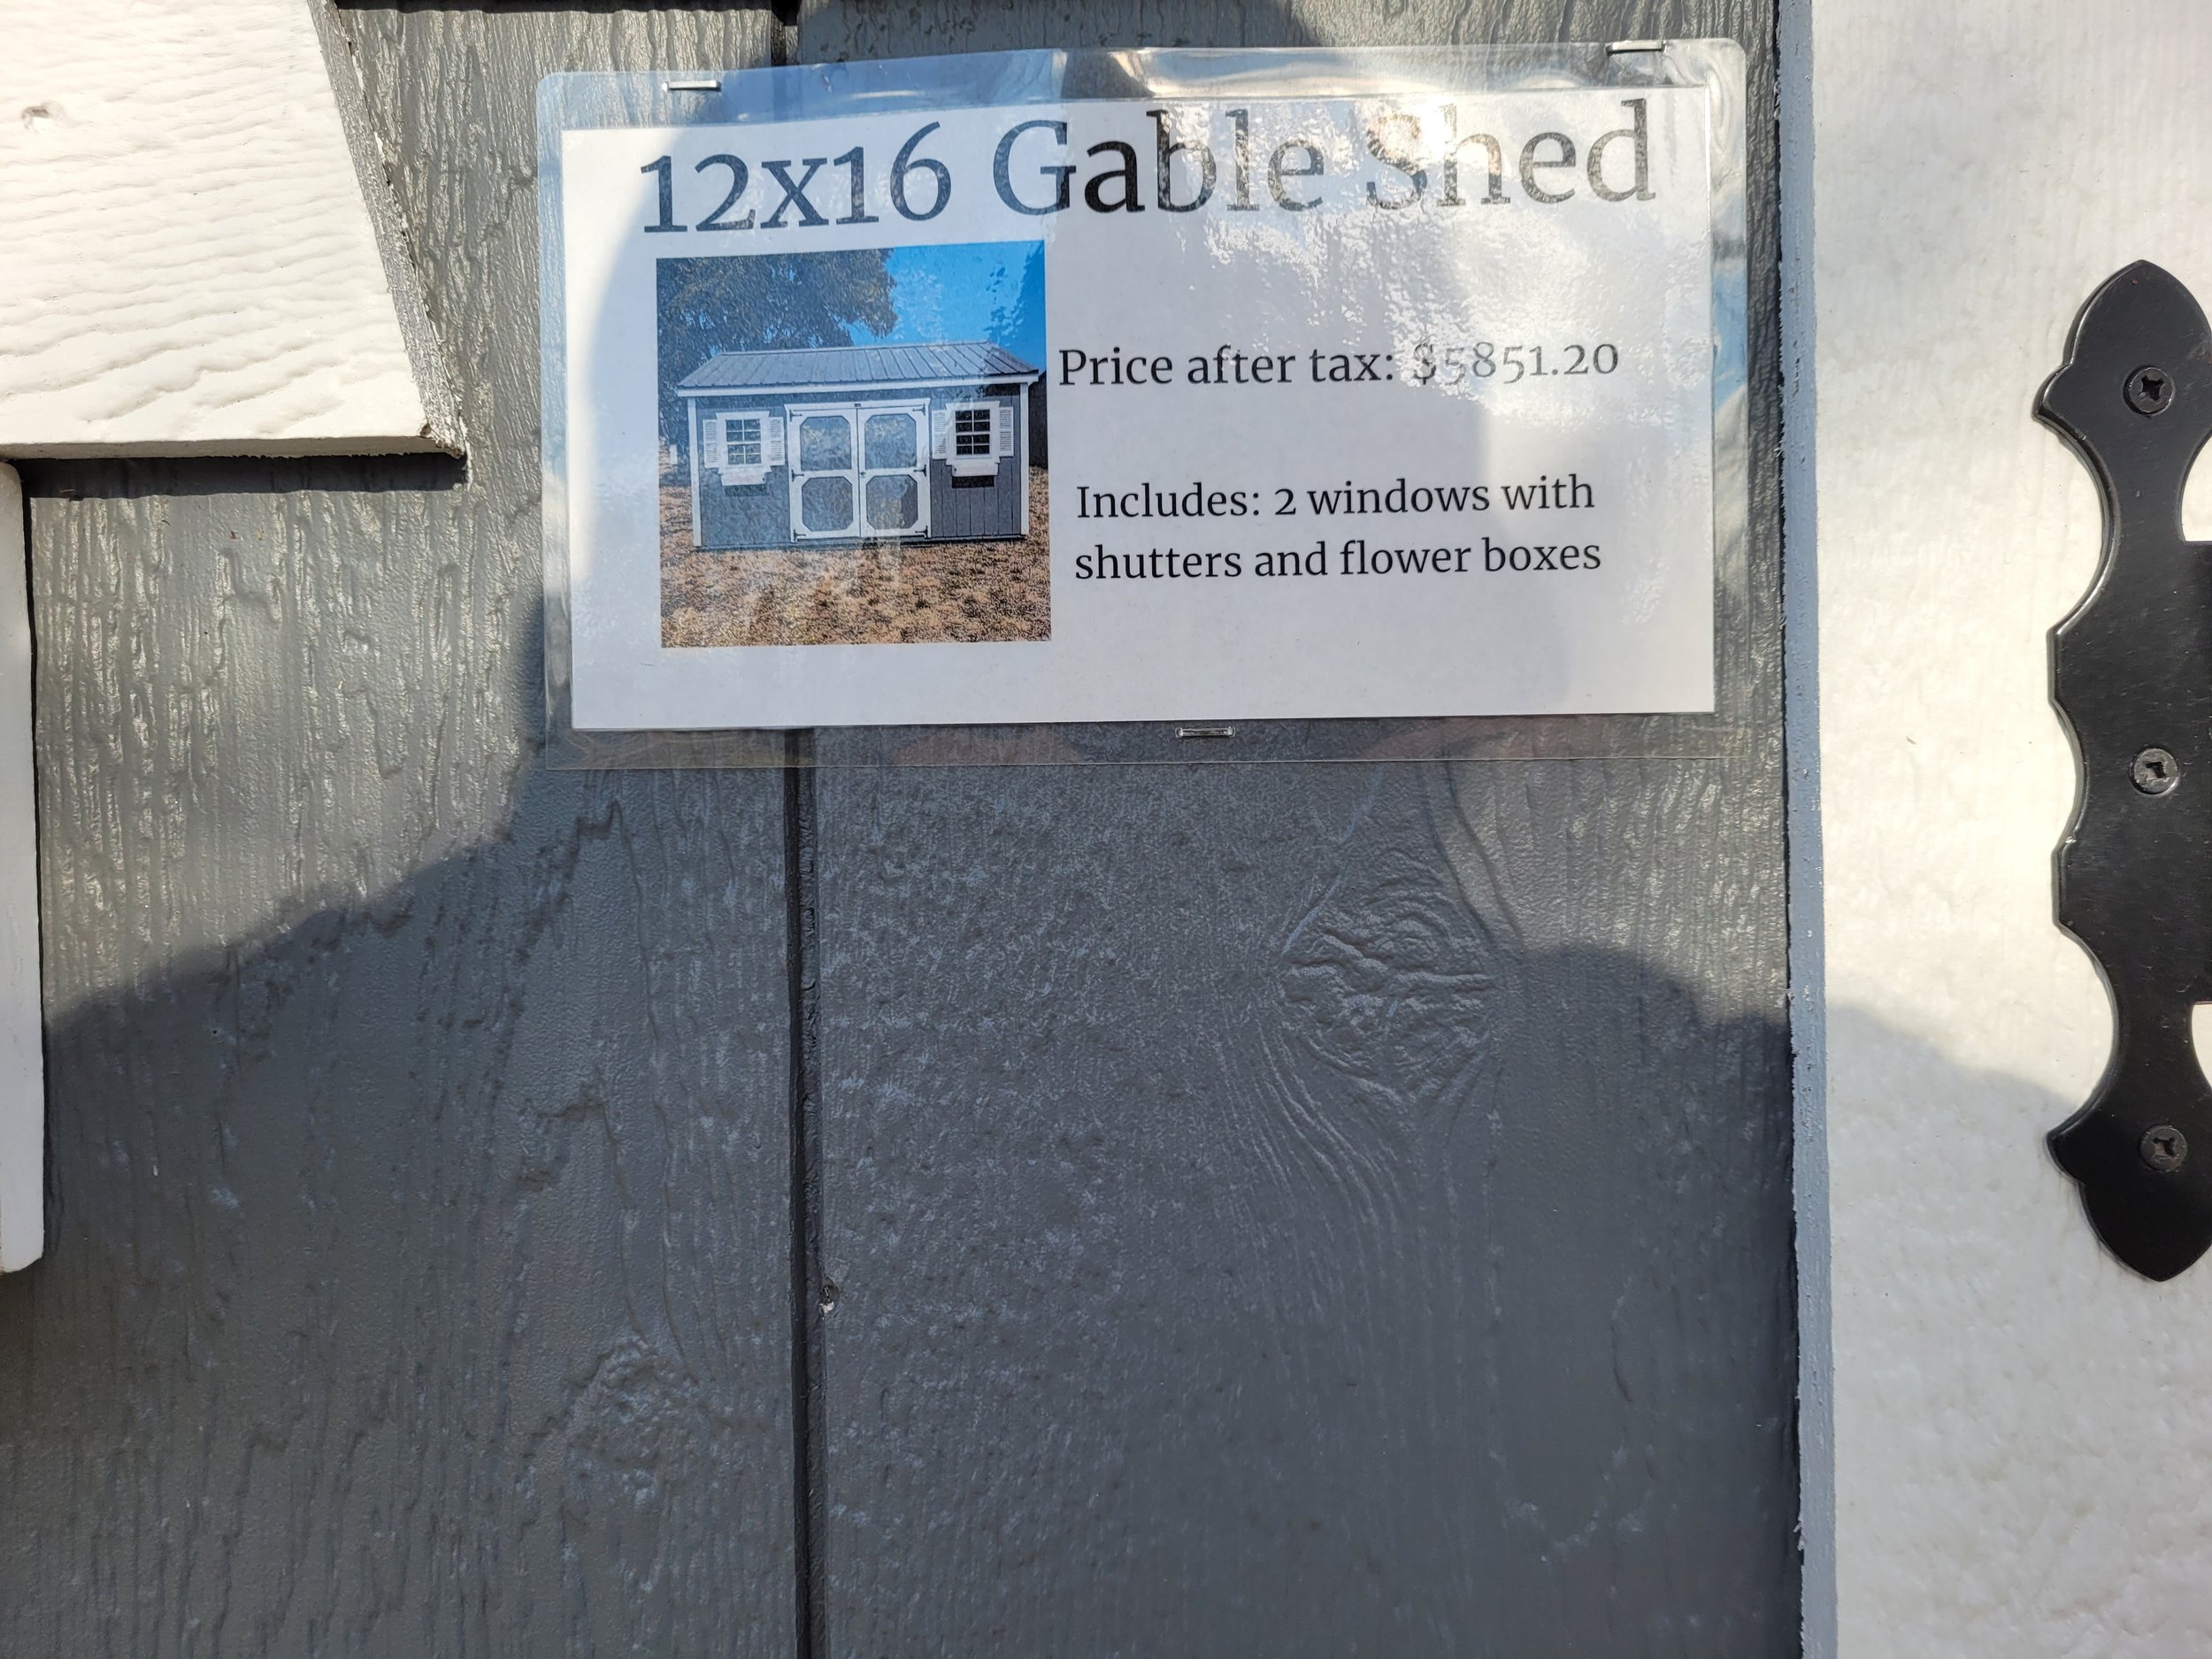 12x16 Gable Shed
Price after tax: $5851.20
Includes: 2 windows with
shutters and flower boxes